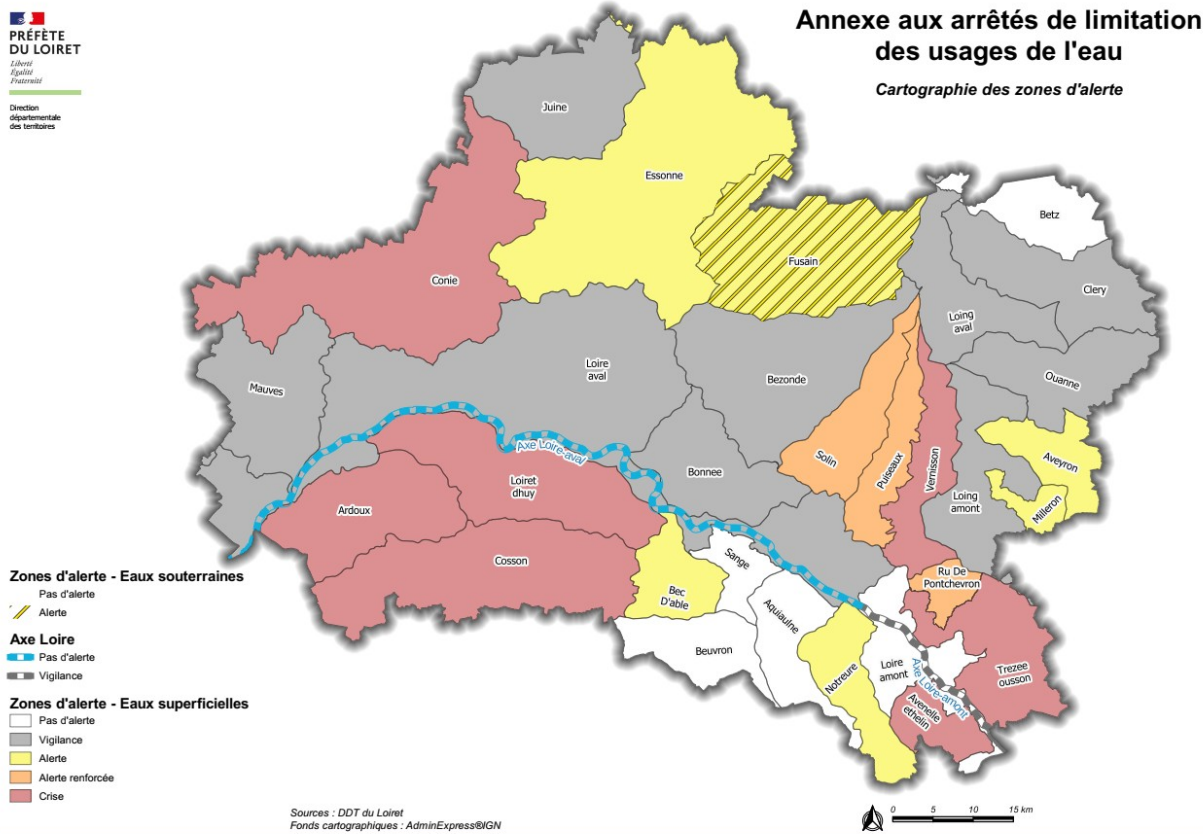 PRÉFÈTE
DU LOIRET
Liberté
Égalité
Fraternité
Direction
départementale
des territoires
Annexe aux arrêtés de limitation
des usages de l'eau
Cartographie des zones d'alerte
Juine
Essonne
Betz
Fusain
Conie
Clery
Loing
aval
Loire
aval
Mauves
Bezonde
Ouanne
Axe Loire-aval
Solin
Puiseaux
Vernisson
Aveyron
Bonnee
Loiret
dhuy
Ardoux
Loing
amont
Milleron
Cosson
Sange
Ru De
Pontchevron
Bec
D'able
Aquiaulne
Beuvron
Notreure
Loire
amont
Axe Loire-amont
Trezee
ousson
Avenelle
ethelin
Zones d'alerte - Eaux souterraines
Pas d'alerte
Alerte
Axe Loire
Pas d'alerte
Vigilance
Zones d'alerte - Eaux superficielles
Pas d'alerte
Vigilance
Alerte
Alerte renforcée
Crise
Sources : DDT du Loiret
Fonds cartographiques : AdminExpress®IGN
0 5 10 15 km